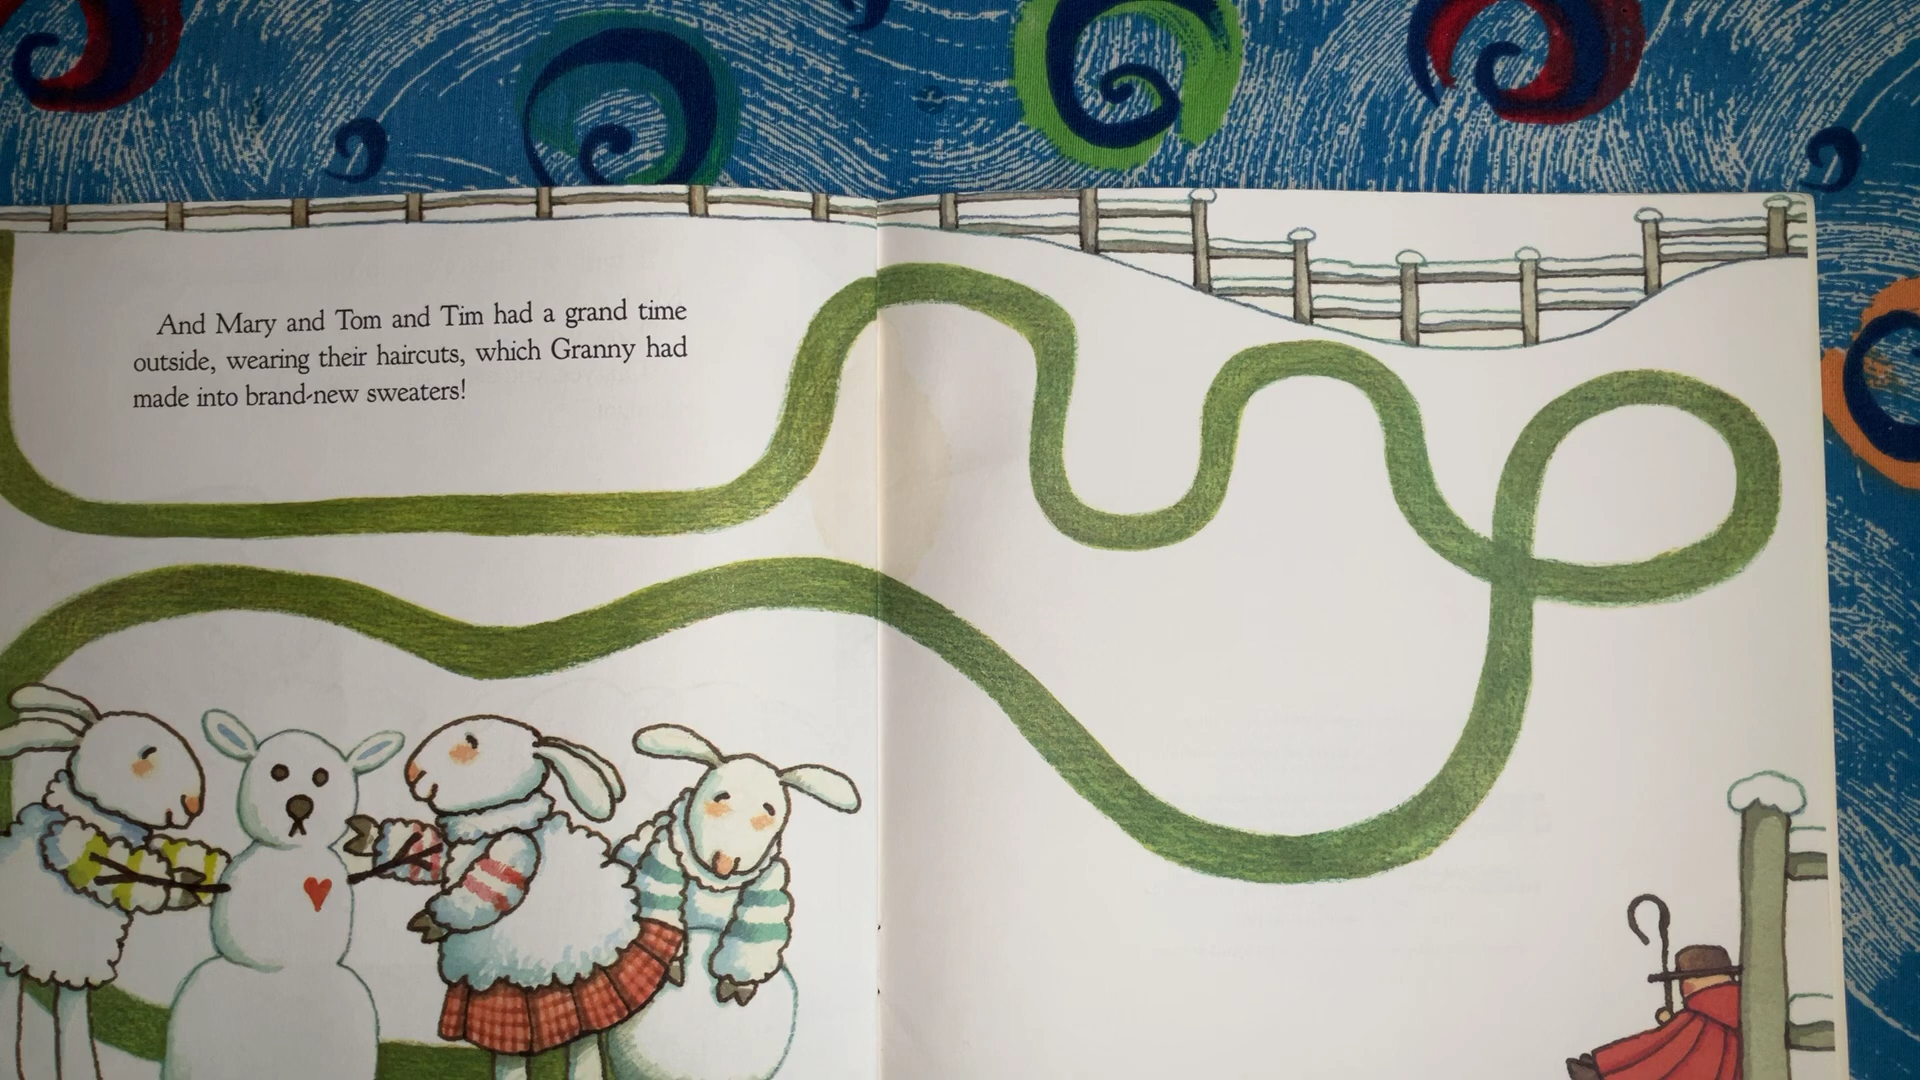 And Mary and Tom and Tim had a grand time
outside, wearing their haircuts, which Granny had
made into brand-new sweaters!